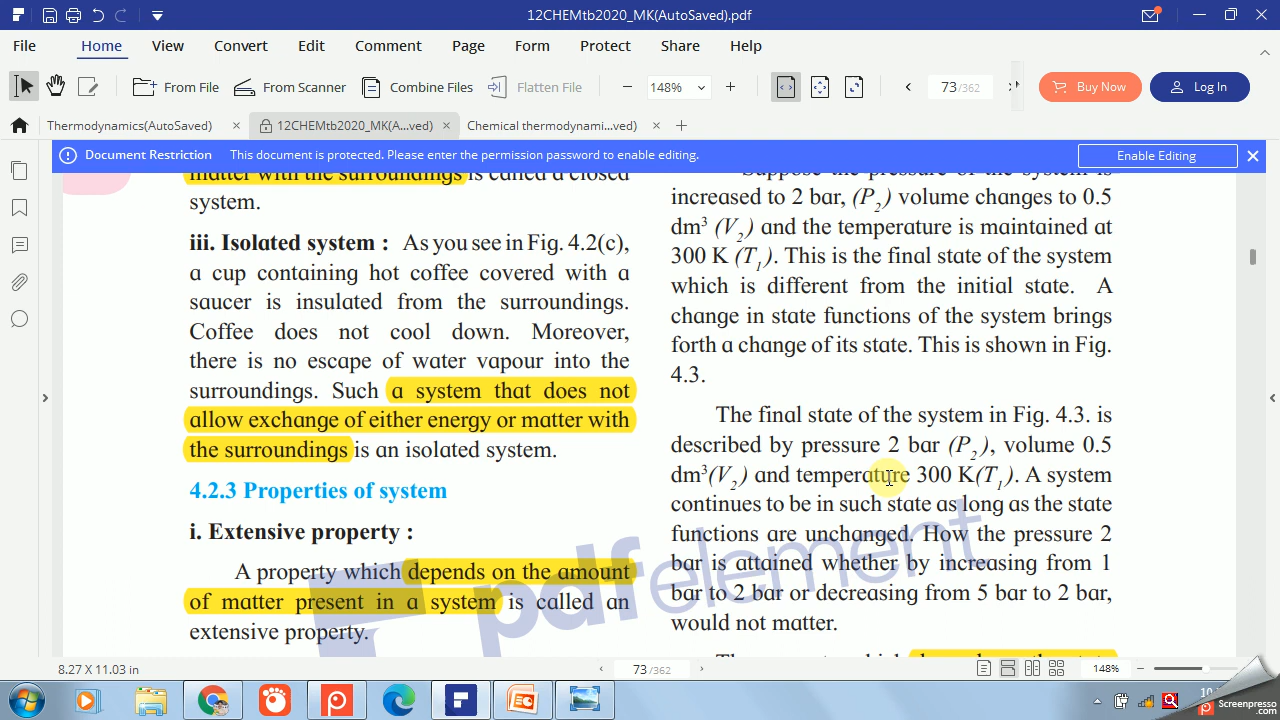 12CHEMtb2020_MK(AutoSaved).pdf
File Home View Convert Edit Comment Page Form Protect Share Help
From File From Scanner Combine Files Flatten File 148% 73/362 Buy Now Log In
Thermodynamics(AutoSaved) 12CHEMtb2020_MK(A...ved) Chemical thermodynami...ved)
Document Restriction This document is protected. Please enter the permission password to enable editing. Enable Editing
matter with the surroundings is called a closed
system.
iii. Isolated system : As you see in Fig. 4.2(c),
a cup containing hot coffee covered with a
saucer is insulated from the surroundings.
Coffee does not cool down. Moreover,
there is no escape of water vapour into the
surroundings. Such a system that does not
allow exchange of either energy or matter with
the surroundings is an isolated system.
4.2.3 Properties of system
i. Extensive property :
A property which depends on the amount
of matter present in a system is called an
extensive property.
Suppose the pressure of the system is
increased to 2 bar, (P₂) volume changes to 0.5
dm³ (V₂) and the temperature is maintained at
300 K (T₁). This is the final state of the system
which is different from the initial state. A
change in state functions of the system brings
forth a change of its state. This is shown in Fig.
4.3.
The final state of the system in Fig. 4.3. is
described by pressure 2 bar (P₂), volume 0.5
dm³(V₂) and temperature 300 K(T₁). A system
continues to be in such state as long as the state
functions are unchanged. How the pressure 2
bar is attained whether by increasing from 1
bar to 2 bar or decreasing from 5 bar to 2 bar,
would not matter.
pdfelement
8.27 X 11.03 in 73/362 148%
Screenpresso
.com